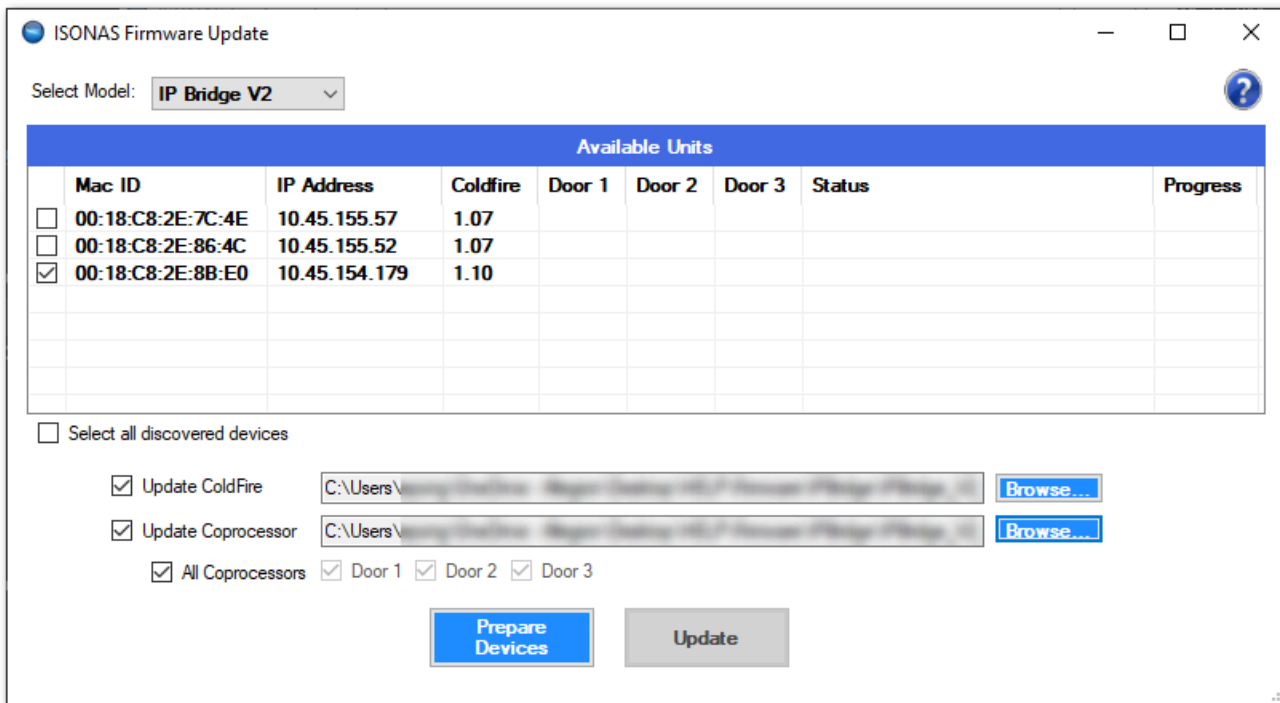 ISONAS Firmware Update
Select Model: IP Bridge V2
?
Available Units
Mac ID IP Address Coldfire Door 1 Door 2 Door 3 Status Progress
00:18:C8:2E:7C:4E 10.45.155.57 1.07
00:18:C8:2E:86:4C 10.45.155.52 1.07
00:18:C8:2E:8B:E0 10.45.154.179 1.10
Select all discovered devices
Update ColdFire C:\Users\ Browse...
Update Coprocessor C:\Users\ Browse...
All Coprocessors Door 1 Door 2 Door 3
Prepare
Devices
Update